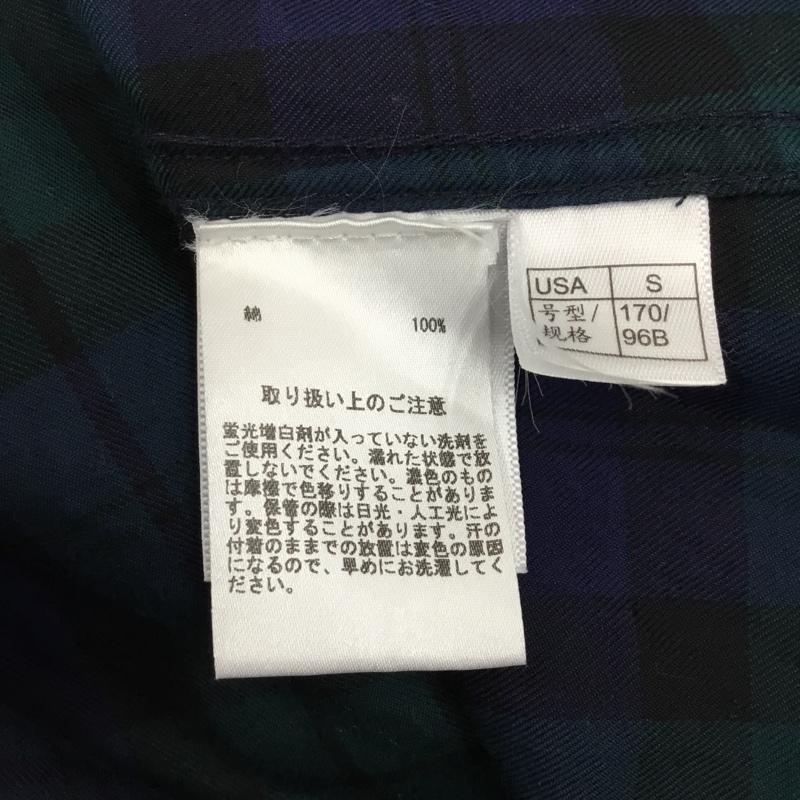 綿 100%
取り扱い上のご注意
蛍光増白剤が入っていない洗剤を
ご使用ください。濡れた状態で放
置しないでください。濃色のもの
は摩擦で色移りすることがありま
す。保管の際は日光・人工光によ
り変色することがあります。汗の
付着のままでの放置は変色の原因
になるので、早めにお洗濯してく
ださい。
USA S
号型/ 170/
规格 96B